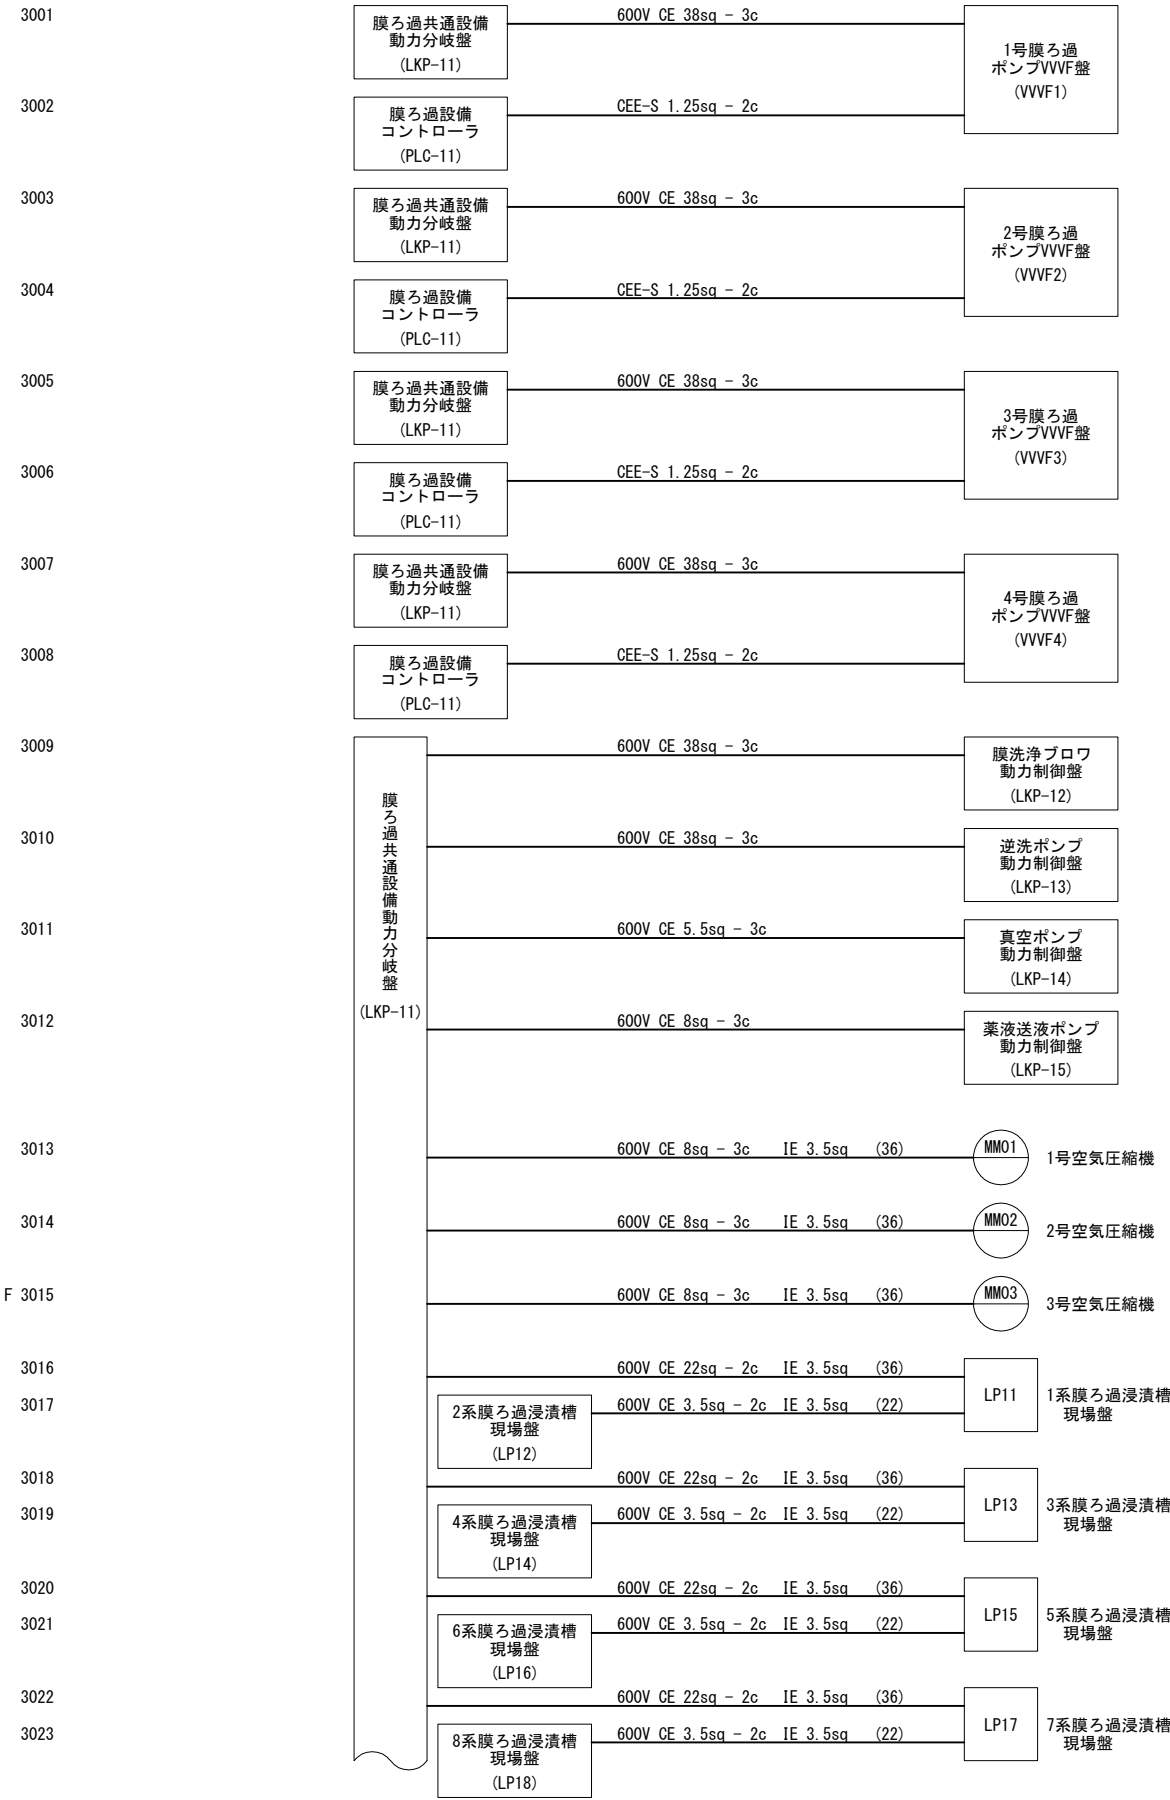 3001
膜ろ過共通設備
動力分岐盤
(LKP-11)
600V CE 38sq - 3c
1号膜ろ過
ポンプVVVF盤
(VVVF1)
3002
膜ろ過設備
コントローラ
(PLC-11)
CEE-S 1.25sq - 2c
3003
膜ろ過共通設備
動力分岐盤
(LKP-11)
600V CE 38sq - 3c
2号膜ろ過
ポンプVVVF盤
(VVVF2)
3004
膜ろ過設備
コントローラ
(PLC-11)
CEE-S 1.25sq - 2c
3005
膜ろ過共通設備
動力分岐盤
(LKP-11)
600V CE 38sq - 3c
3号膜ろ過
ポンプVVVF盤
(VVVF3)
3006
膜ろ過設備
コントローラ
(PLC-11)
CEE-S 1.25sq - 2c
3007
膜ろ過共通設備
動力分岐盤
(LKP-11)
600V CE 38sq - 3c
4号膜ろ過
ポンプVVVF盤
(VVVF4)
3008
膜ろ過設備
コントローラ
(PLC-11)
CEE-S 1.25sq - 2c
膜ろ過共通設備動力分岐盤
(LKP-11)
3009
600V CE 38sq - 3c
膜洗浄ブロワ
動力制御盤
(LKP-12)
3010
600V CE 38sq - 3c
逆洗ポンプ
動力制御盤
(LKP-13)
3011
600V CE 5.5sq - 3c
真空ポンプ
動力制御盤
(LKP-14)
3012
600V CE 8sq - 3c
薬液送液ポンプ
動力制御盤
(LKP-15)
3013
600V CE 8sq - 3c IE 3.5sq (36)
MM01
1号空気圧縮機
3014
600V CE 8sq - 3c IE 3.5sq (36)
MM02
2号空気圧縮機
F 3015
600V CE 8sq - 3c IE 3.5sq (36)
MM03
3号空気圧縮機
3016
600V CE 22sq - 2c IE 3.5sq (36)
LP11
1系膜ろ過浸漬槽
現場盤
3017
2系膜ろ過浸漬槽
現場盤
(LP12)
600V CE 3.5sq - 2c IE 3.5sq (22)
3018
600V CE 22sq - 2c IE 3.5sq (36)
LP13
3系膜ろ過浸漬槽
現場盤
3019
4系膜ろ過浸漬槽
現場盤
(LP14)
600V CE 3.5sq - 2c IE 3.5sq (22)
3020
600V CE 22sq - 2c IE 3.5sq (36)
LP15
5系膜ろ過浸漬槽
現場盤
3021
6系膜ろ過浸漬槽
現場盤
(LP16)
600V CE 3.5sq - 2c IE 3.5sq (22)
3022
600V CE 22sq - 2c IE 3.5sq (36)
LP17
7系膜ろ過浸漬槽
現場盤
3023
8系膜ろ過浸漬槽
現場盤
(LP18)
600V CE 3.5sq - 2c IE 3.5sq (22)